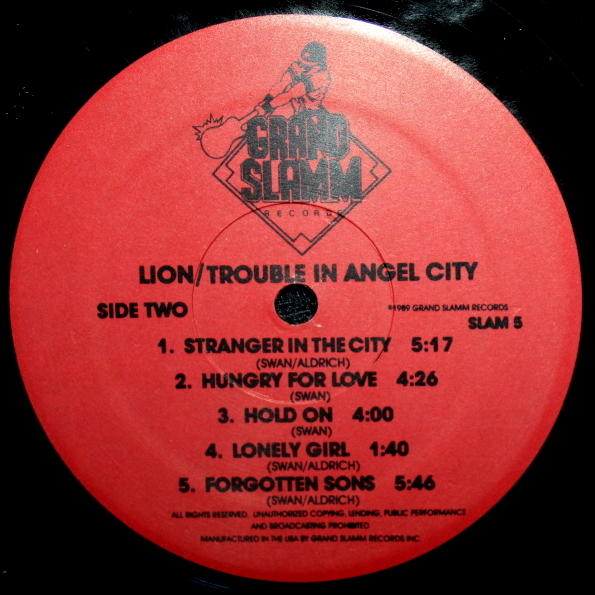 GRAND
SLAMM
RECORDS
LION/TROUBLE IN ANGEL CITY
SIDE TWO
℗1989 GRAND SLAMM RECORDS
SLAM 5
1. STRANGER IN THE CITY 5:17
(SWAN/ALDRICH)
2. HUNGRY FOR LOVE 4:26
(SWAN)
3. HOLD ON 4:00
(SWAN)
4. LONELY GIRL 1:40
(SWAN/ALDRICH)
5. FORGOTTEN SONS 5:46
(SWAN/ALDRICH)
ALL RIGHTS RESERVED. UNAUTHORIZED COPYING, LENDING, PUBLIC PERFORMANCE
AND BROADCASTING PROHIBITED.
MANUFACTURED IN THE USA BY GRAND SLAMM RECORDS INC.